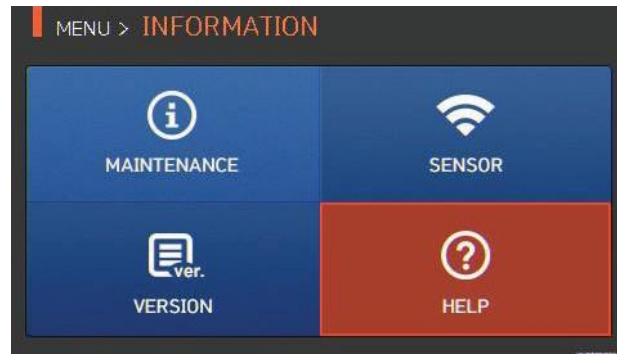 MENU > INFORMATION
MAINTENANCE
SENSOR
ver.
VERSION
HELP